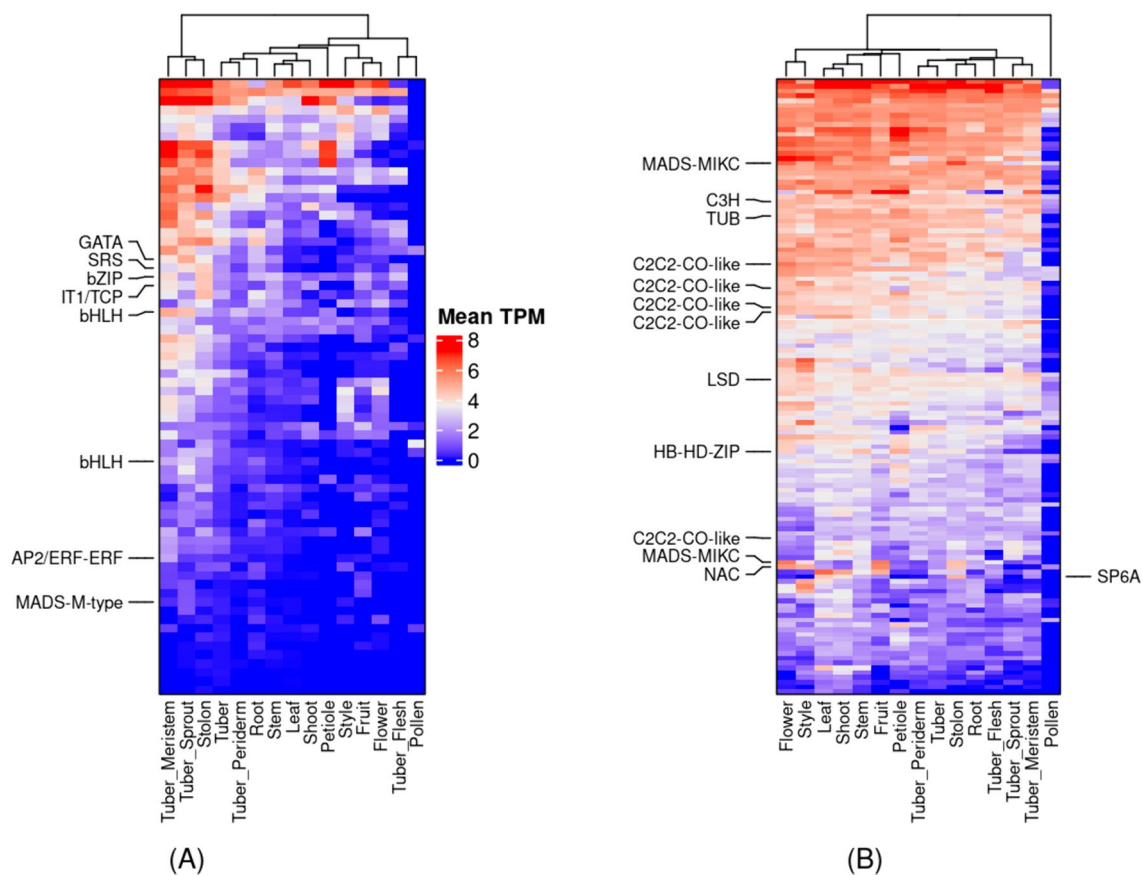 GATA
SRS
bZIP
IT1/TCP
bHLH
bHLH
AP2/ERF-ERF
MADS-M-type
Tuber_Meristem
Tuber_Sprout
Stolon
Tuber
Tuber_Periderm
Root
Stem
Leaf
Shoot
Petiole
Style
Fruit
Flower
Tuber_Flesh
Pollen
(A)
Mean TPM
8
6
4
2
0
MADS-MIKC
C3H
TUB
C2C2-CO-like
C2C2-CO-like
C2C2-CO-like
C2C2-CO-like
LSD
HB-HD-ZIP
C2C2-CO-like
MADS-MIKC
NAC
SP6A
Flower
Style
Leaf
Shoot
Stem
Fruit
Petiole
Tuber_Periderm
Tuber
Stolon
Root
Tuber_Flesh
Tuber_Sprout
Tuber_Meristem
Pollen
(B)